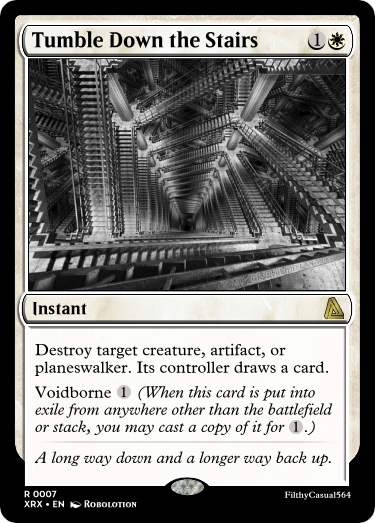 Tumble Down the Stairs 1
Instant
Destroy target creature, artifact, or
planeswalker. Its controller draws a card.
Voidborne 1 (When this card is put into
exile from anywhere other than the battlefield
or stack, you may cast a copy of it for 1.)
A long way down and a longer way back up.
R 0007
XRX • EN Robolotion
FilthyCasual564